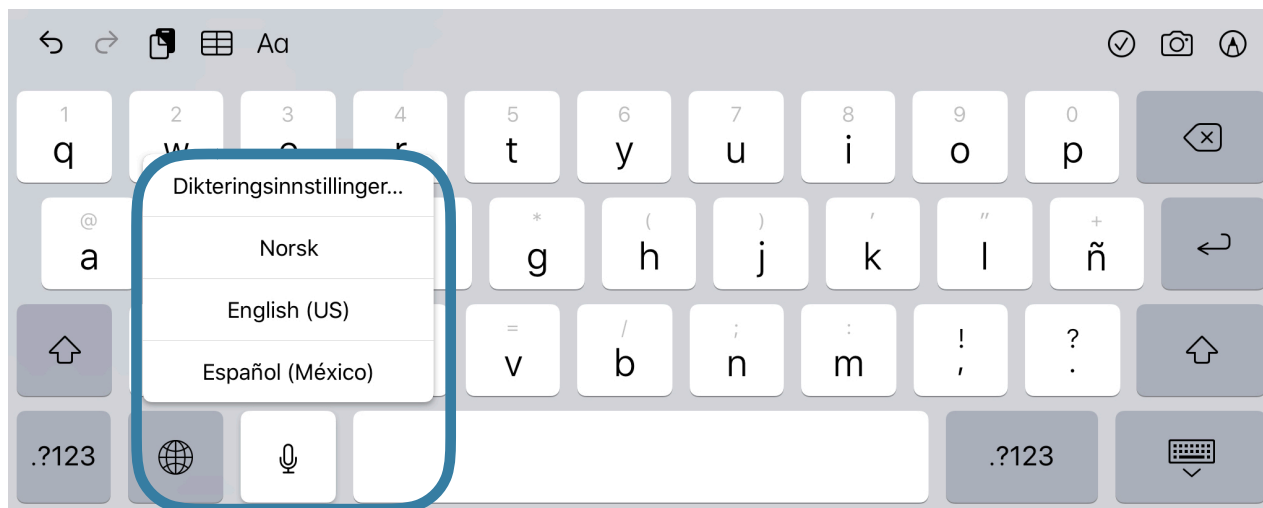 Aa
1 2 3 4 5 6 7 8 9 0
q w e r t y u i o p
Dikteringsinnstillinger...
@ * ( ) ' " +
a g h j k l ñ
Norsk
English (US)
= / ; : ! ?
v b n m , .
Español (México)
.?123 .?123